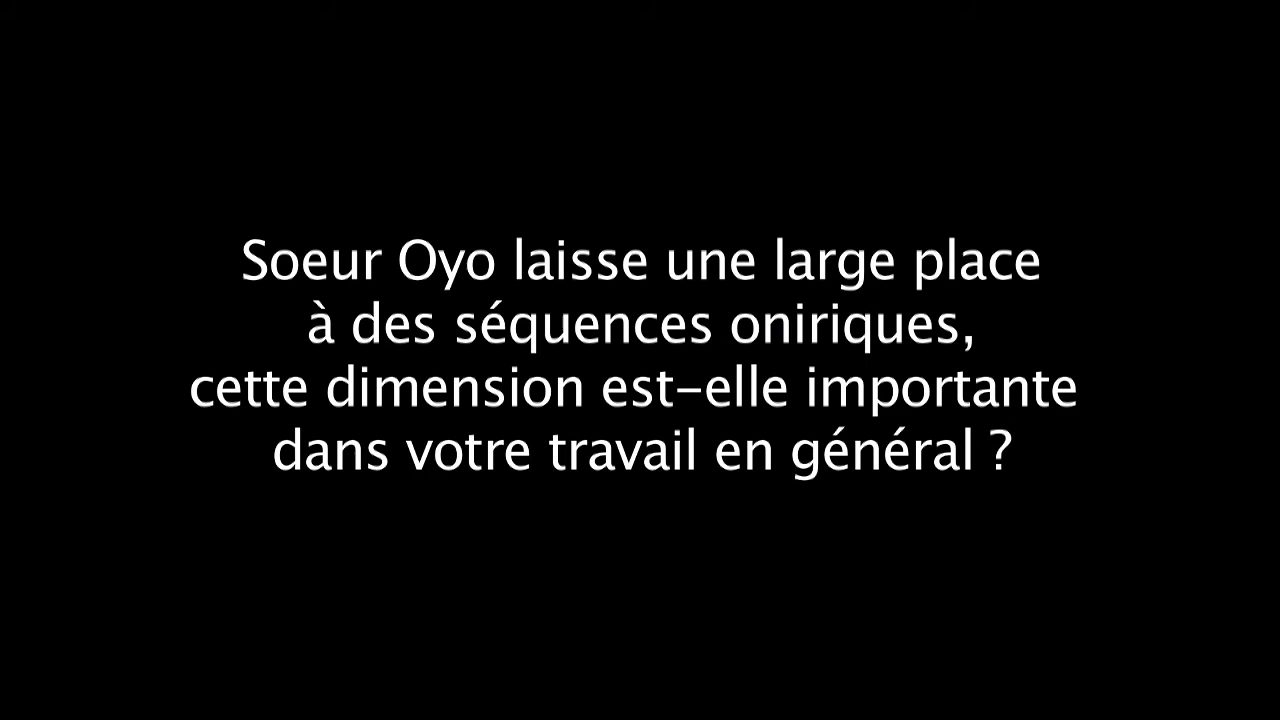 Soeur Oyo laisse une large place
à des séquences oniriques,
cette dimension est-elle importante
dans votre travail en général ?